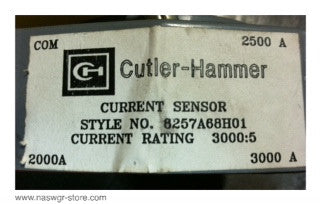 COM 2500 A
CH Cutler-Hammer
CURRENT SENSOR
STYLE NO. 8257A68H01
CURRENT RATING 3000:5
2000A 3000 A
www.naswgr-store.com